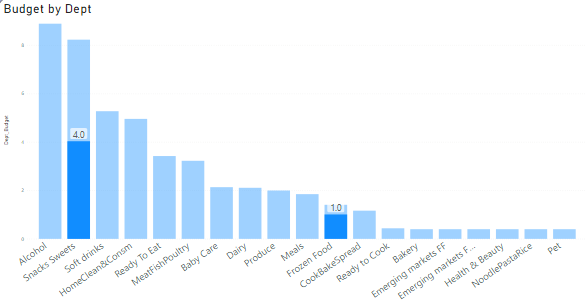 Budget by Dept
Dept_Budget
8
6
4
2
0
4.0
1.0
Alcohol
Snacks Sweets
Soft drinks
HomeClean&Consm
Ready To Eat
MeatFishPoultry
Baby Care
Dairy
Produce
Meals
Frozen Food
CookBakeSpread
Ready to Cook
Bakery
Emerging markets FF
Emerging markets F...
Health & Beauty
NoodlePastaRice
Pet